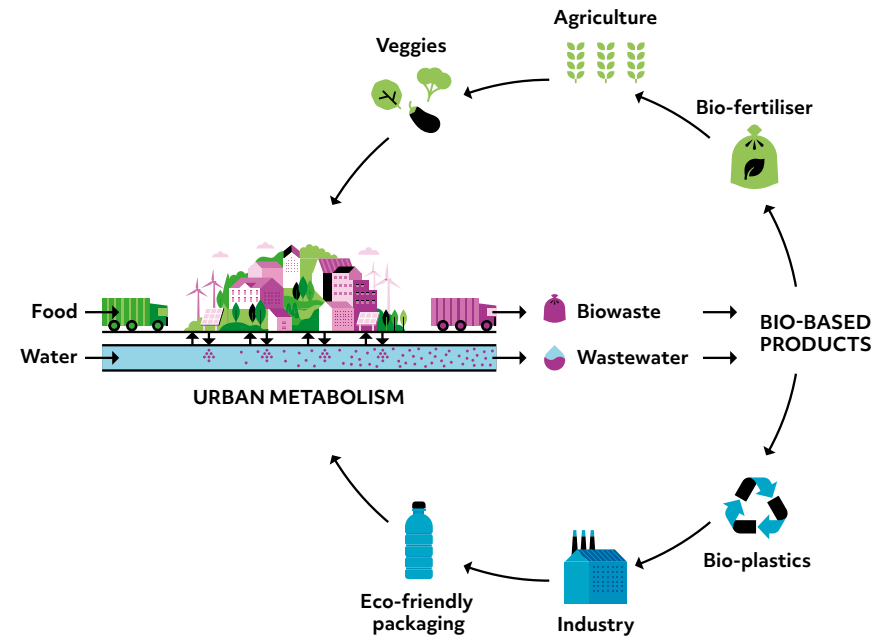 Agriculture
Veggies
Bio-fertiliser
Food
Biowaste
BIO-BASED
PRODUCTS
Water
Wastewater
URBAN METABOLISM
Bio-plastics
Eco-friendly
packaging
Industry